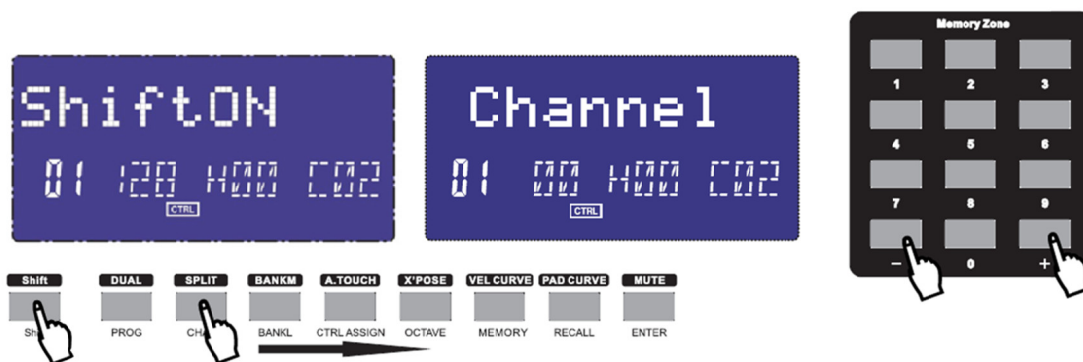 ShiftON
01 128 H00 C02
CTRL
Channel
01 00 H00 C02
CTRL
Memory Zone
1 2 3
4 5 6
7 8 9
- 0 +
Shift DUAL SPLIT BANKM A.TOUCH X'POSE VEL CURVE PAD CURVE MUTE
PROG BANKL CTRL ASSIGN OCTAVE MEMORY RECALL ENTER